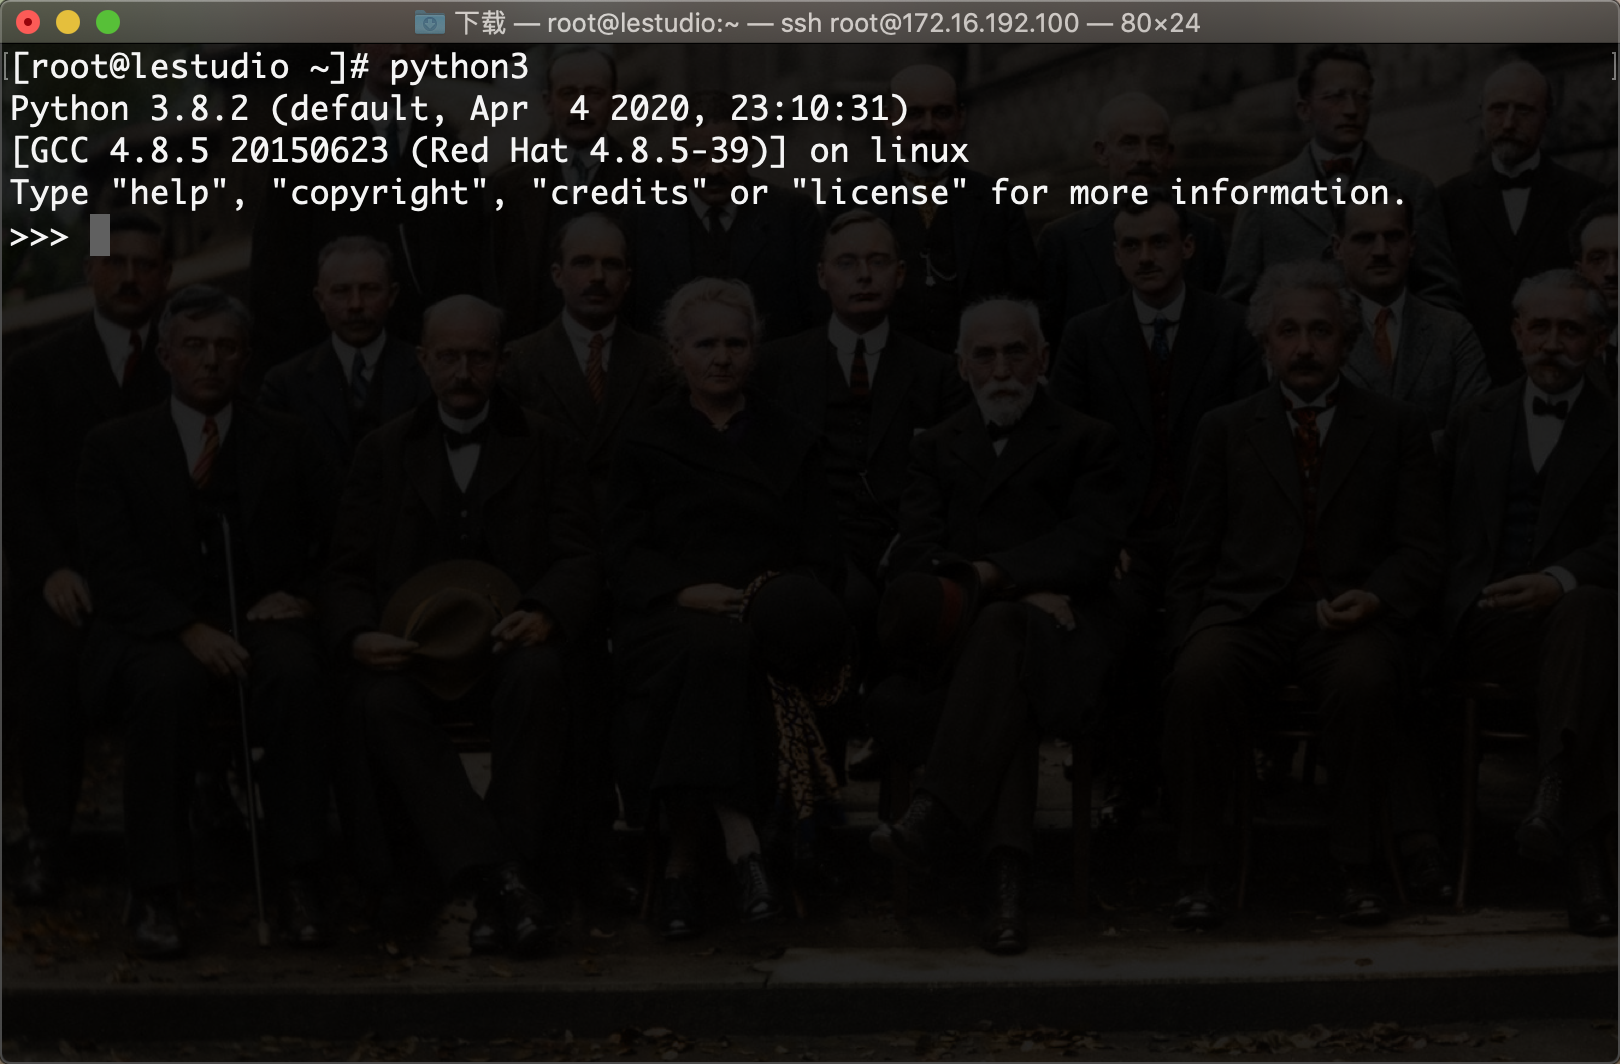 下载 — root@lestudio:~ — ssh root@172.16.192.100 — 80×24
[[root@lestudio ~]# python3 ]
Python 3.8.2 (default, Apr  4 2020, 23:10:31)
[GCC 4.8.5 20150623 (Red Hat 4.8.5-39)] on linux
Type "help", "copyright", "credits" or "license" for more information.
>>>